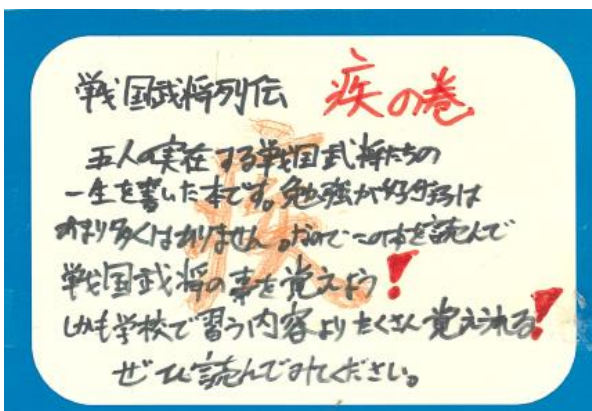 戦国武将列伝 疾の巻
五人の実在する戦国武将たちの
一生を書いた本です。勉強が好きな子は
あまり多くはありません。なのでこの本を読んで
戦国武将の事を覚えよう!
しかも学校で習う内容よりたくさん覚えられる!
ぜひ読んでみてください。
疾